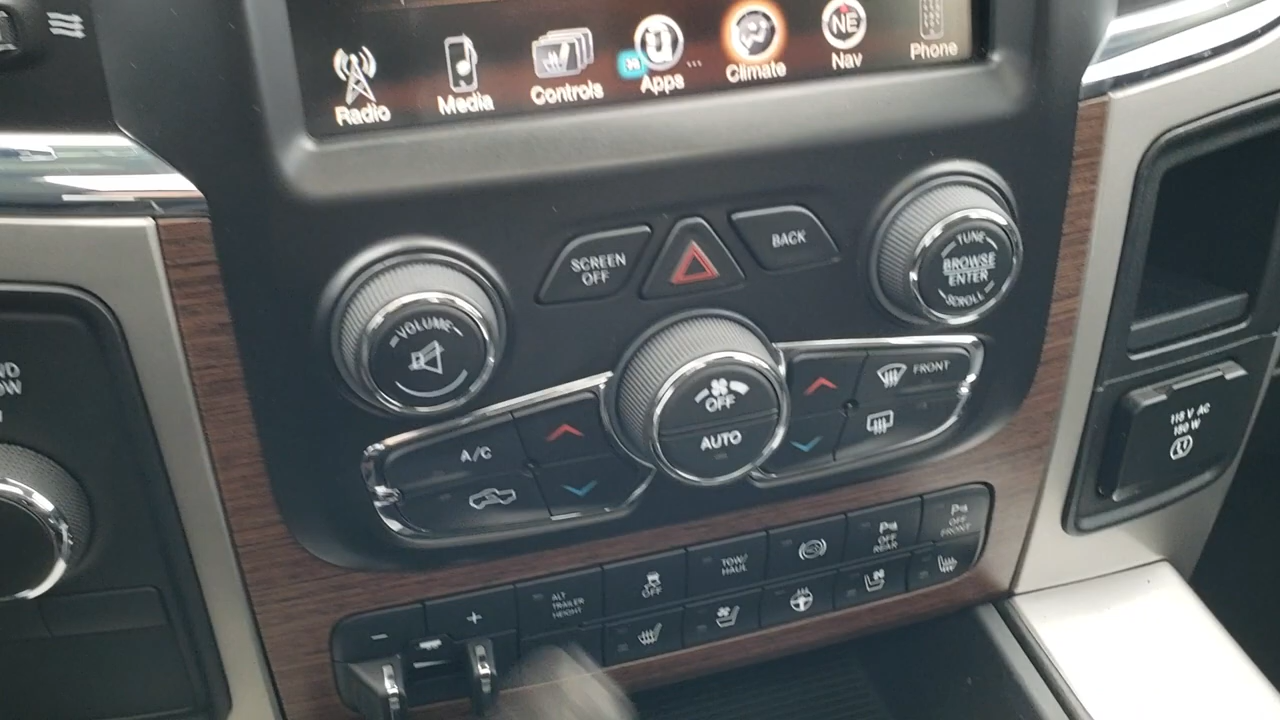 Radio
Media
Controls
Apps
Climate
NE
Nav
Phone
SCREEN
OFF
BACK
VOLUME
TUNE
BROWSE
ENTER
SCROLL
OFF
AUTO
A/C
FRONT
115 V AC
150 W
- +
ALT
TRAILER
HEIGHT
OFF
TOW/
HAUL
P
OFF
REAR
P
OFF
FRONT